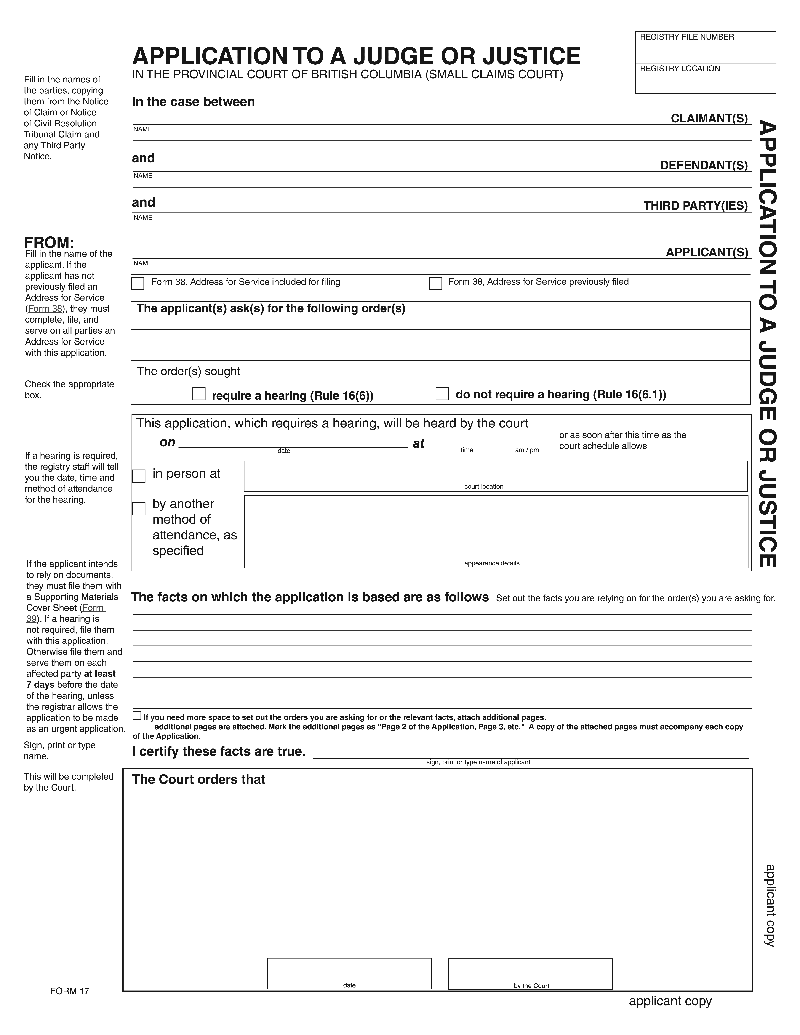 REGISTRY FILE NUMBER
REGISTRY LOCATION
APPLICATION TO A JUDGE OR JUSTICE
IN THE PROVINCIAL COURT OF BRITISH COLUMBIA (SMALL CLAIMS COURT)
Fill in the names of
the parties, copying
them from the Notice
of Claim or Notice
of Civil Resolution
Tribunal Claim and
any Third Party
Notice.
In the case between
CLAIMANT(S)
NAME
and
DEFENDANT(S)
NAME
and
THIRD PARTY(IES)
NAME
FROM:
Fill in the name of the
applicant. If the
applicant has not
previously filed an
Address for Service
(Form 38), they must
complete, file, and
serve on all parties an
Address for Service
with this application.
APPLICANT(S)
NAME
Form 38, Address for Service included for filing
Form 38, Address for Service previously filed
The applicant(s) ask(s) for the following order(s)
Check the appropriate
box.
The order(s) sought
require a hearing (Rule 16(6))
do not require a hearing (Rule 16(6.1))
If a hearing is required,
the registry staff will tell
you the date, time and
method of attendance
for the hearing.
This application, which requires a hearing, will be heard by the court
on
at
or as soon after this time as the
court schedule allows
date
time
am / pm
in person at
court location
by another
method of
attendance, as
specified
appearance details
If the applicant intends
to rely on documents,
they must file them with
a Supporting Materials
Cover Sheet (Form
39). If a hearing is
not required, file them
with this application.
Otherwise file them and
serve them on each
affected party at least
7 days before the date
of the hearing, unless
the registrar allows the
application to be made
as an urgent application.
The facts on which the application is based are as follows Set out the facts you are relying on for the order(s) you are asking for.
If you need more space to set out the orders you are asking for or the relevant facts, attach additional pages.
additional pages are attached. Mark the additional pages as "Page 2 of the Application, Page 3, etc." A copy of the attached pages must accompany each copy
of the Application.
Sign, print or type
name.
I certify these facts are true.
sign, print or type name of applicant
This will be completed
by the Court.
The Court orders that
date
by the Court
FORM 17
applicant copy
APPLICATION TO A JUDGE OR JUSTICE
applicant copy